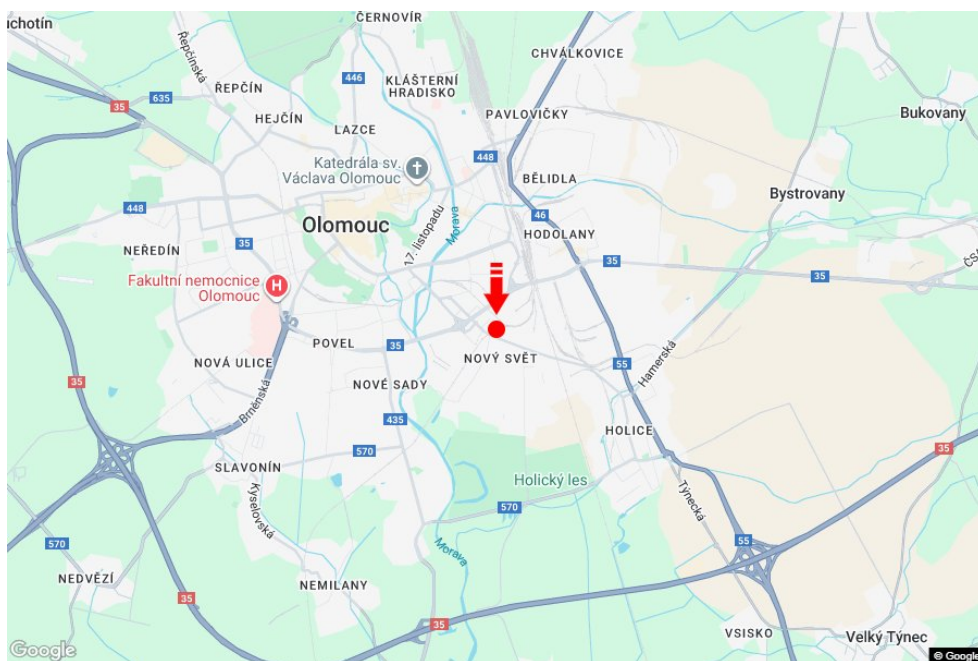 uchotín
ČERNOVÍR
CHVÁLKOVICE
Řepčínská
446
KLÁŠTERNÍ
HRADISKO
ŘEPČÍN
635
35
HEJČÍN
LAZCE
PAVLOVIČKY
Bukovany
Katedrála sv.
Václava Olomouc
448
BĚLIDLA
Bystrovany
448
Olomouc
17. listopadu
Morava
46
HODOLANY
NEŘEDÍN
35
35
35
ČSA
Fakultní nemocnice
Olomouc
H
POVEL
35
NOVÝ SVĚT
NOVÁ ULICE
55
Hamerská
35
NOVÉ SADY
Brněnská
435
HOLICE
570
35
SLAVONÍN
Holický les
Kyselovská
570
Týnecká
570
Morava
55
NEDVĚZÍ
NEMILANY
35
35
VSISKO
Velký Týnec
Google
© Google